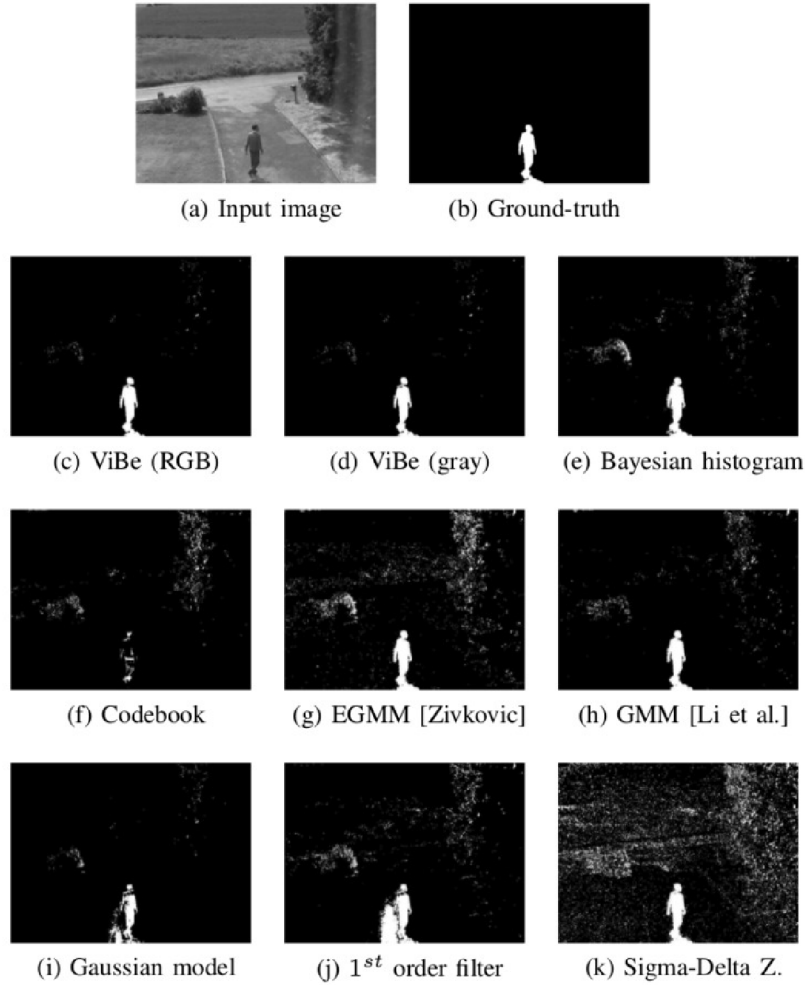 (a) Input image
(b) Ground-truth
(c) ViBe (RGB)
(d) ViBe (gray)
(e) Bayesian histogram
(f) Codebook
(g) EGMM [Zivkovic]
(h) GMM [Li et al.]
(i) Gaussian model
(j) 1st order filter
(k) Sigma-Delta Z.